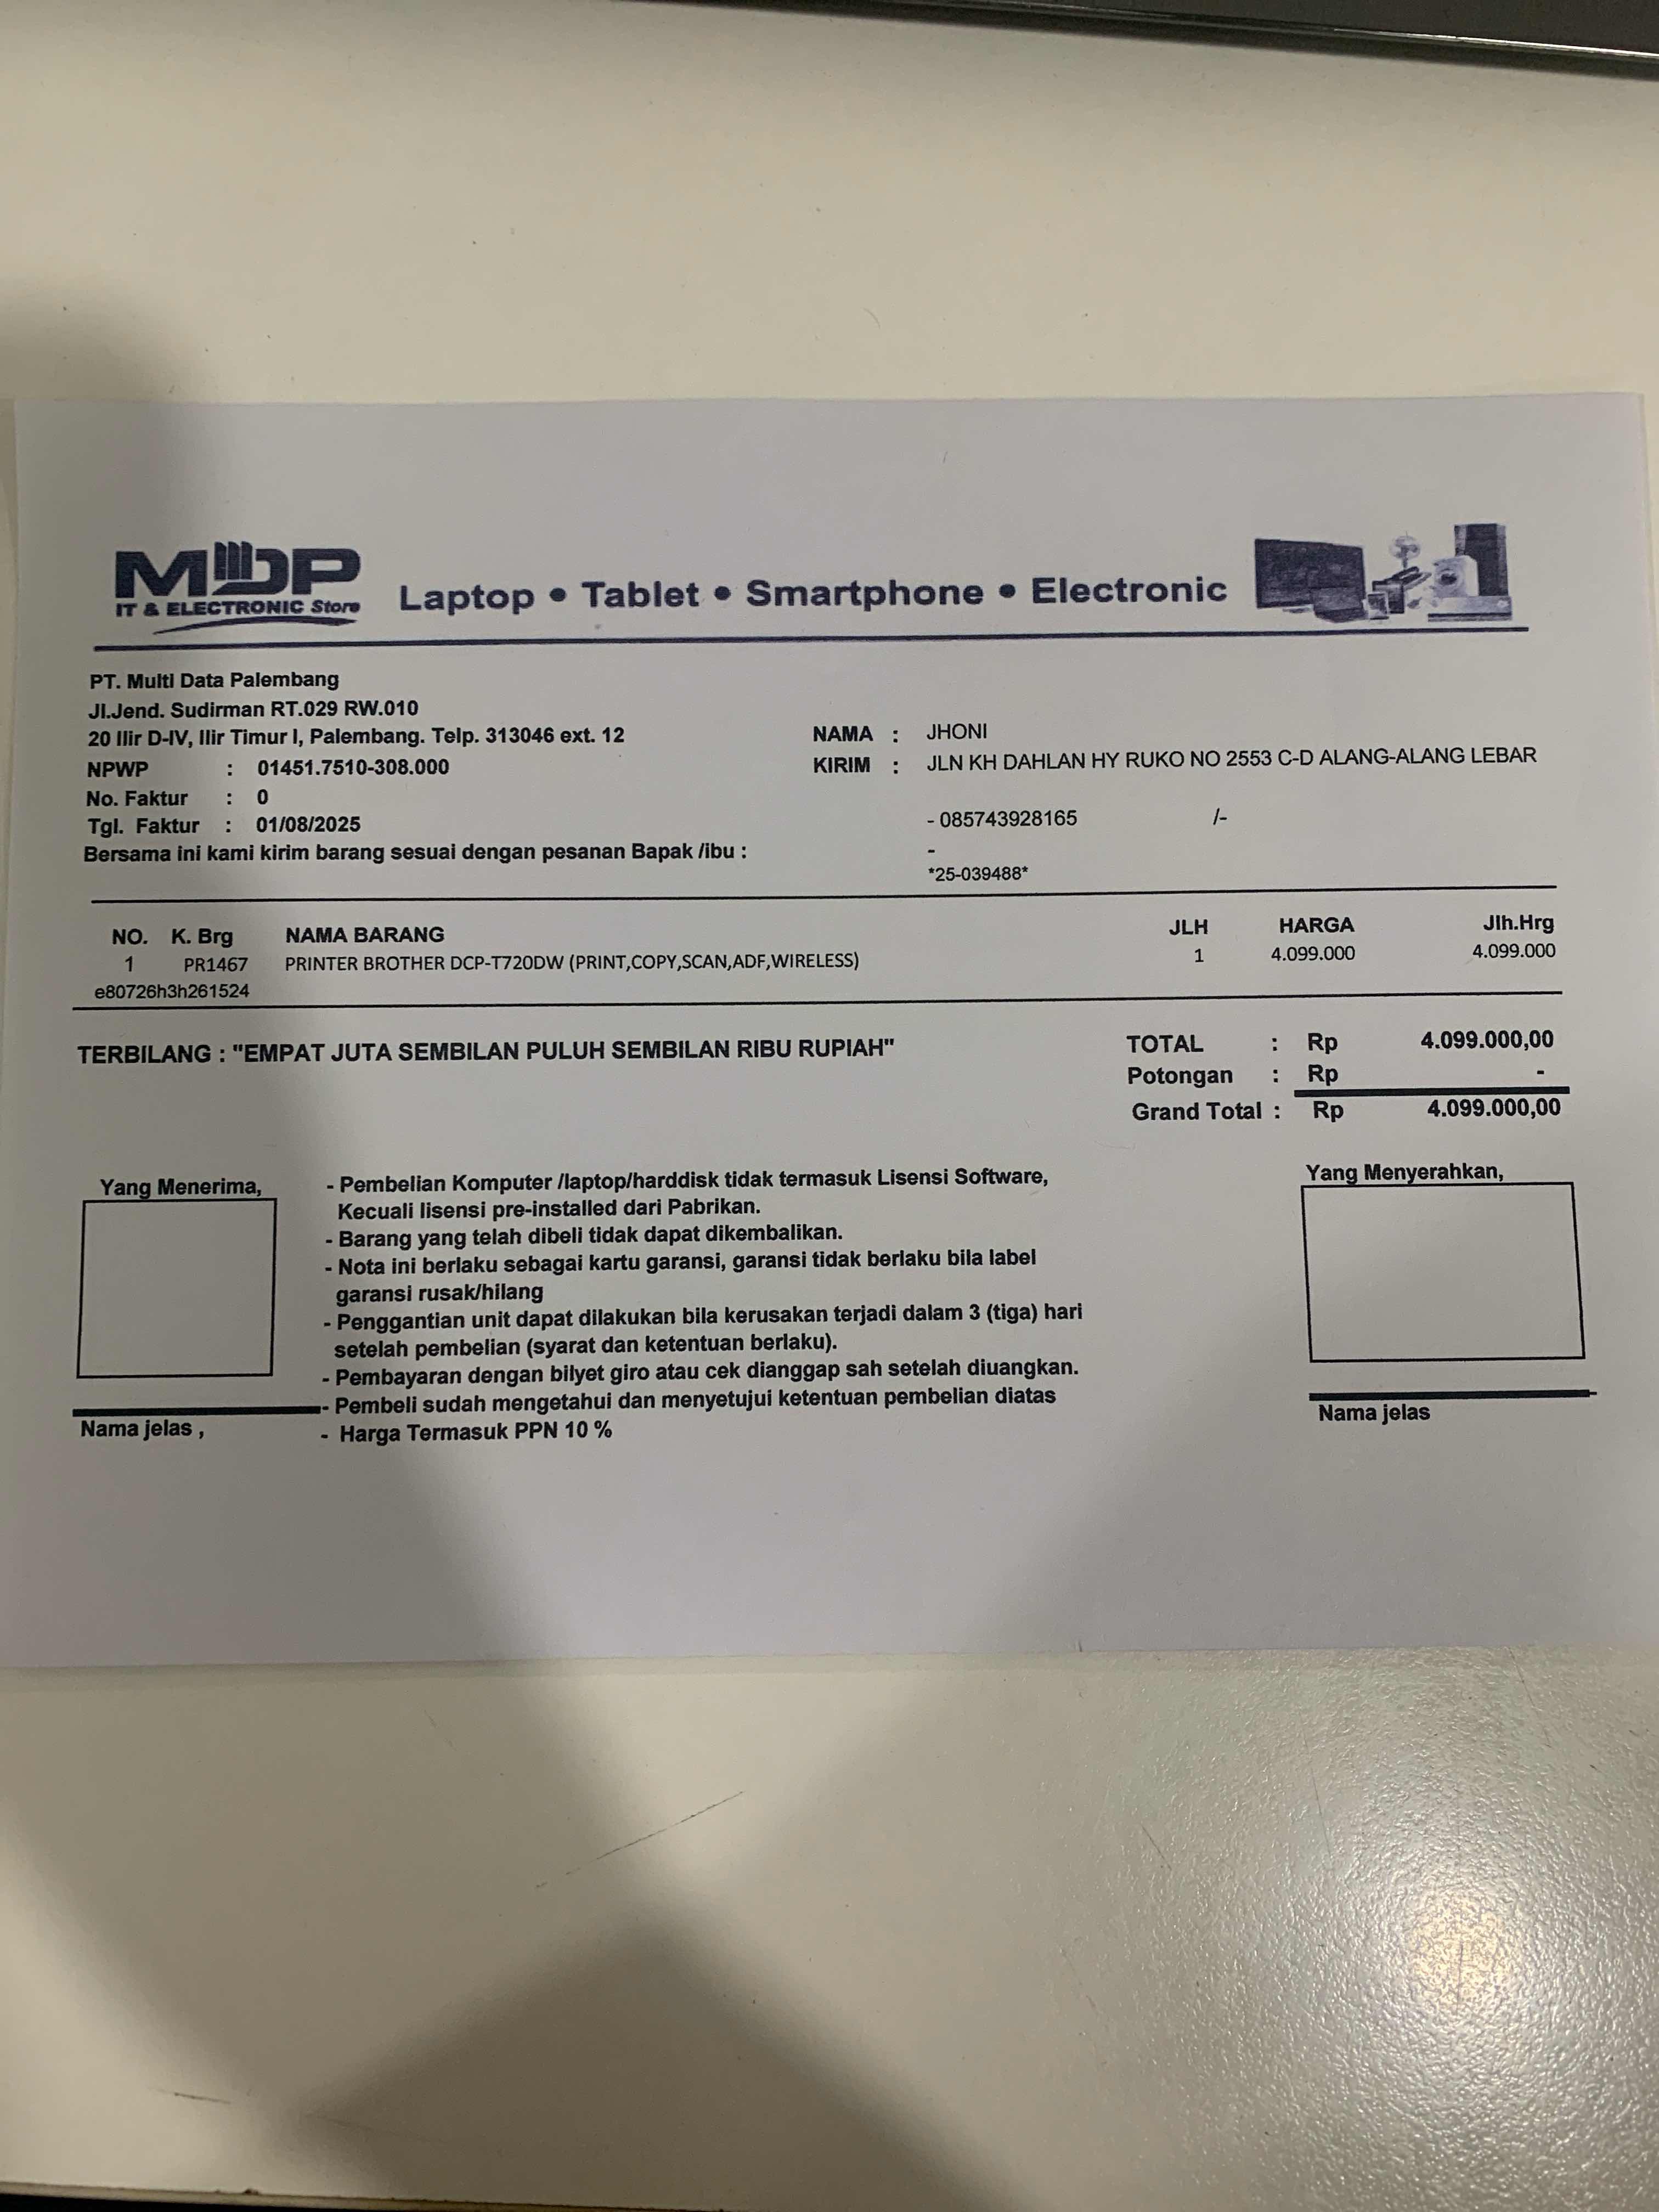 MDP
IT & ELECTRONIC Store
Laptop • Tablet • Smartphone • Electronic
PT. Multi Data Palembang
Jl.Jend. Sudirman RT.029 RW.010
20 Ilir D-IV, Ilir Timur I, Palembang. Telp. 313046 ext. 12
NPWP : 01451.7510-308.000
No. Faktur : 0
Tgl. Faktur : 01/08/2025
Bersama ini kami kirim barang sesuai dengan pesanan Bapak /ibu :
NAMA : JHONI
KIRIM : JLN KH DAHLAN HY RUKO NO 2553 C-D ALANG-ALANG LEBAR
- 085743928165 /-
-
*25-039488*
NO. K. Brg NAMA BARANG JLH HARGA Jlh.Hrg
1 PR1467 PRINTER BROTHER DCP-T720DW (PRINT,COPY,SCAN,ADF,WIRELESS) 1 4.099.000 4.099.000
e80726h3h261524
TERBILANG : "EMPAT JUTA SEMBILAN PULUH SEMBILAN RIBU RUPIAH"
TOTAL : Rp 4.099.000,00
Potongan : Rp -
Grand Total : Rp 4.099.000,00
Yang Menerima,
Nama jelas ,
- Pembelian Komputer /laptop/harddisk tidak termasuk Lisensi Software,
Kecuali lisensi pre-installed dari Pabrikan.
- Barang yang telah dibeli tidak dapat dikembalikan.
- Nota ini berlaku sebagai kartu garansi, garansi tidak berlaku bila label
garansi rusak/hilang
- Penggantian unit dapat dilakukan bila kerusakan terjadi dalam 3 (tiga) hari
setelah pembelian (syarat dan ketentuan berlaku).
- Pembayaran dengan bilyet giro atau cek dianggap sah setelah diuangkan.
- Pembeli sudah mengetahui dan menyetujui ketentuan pembelian diatas
- Harga Termasuk PPN 10 %
Yang Menyerahkan,
Nama jelas